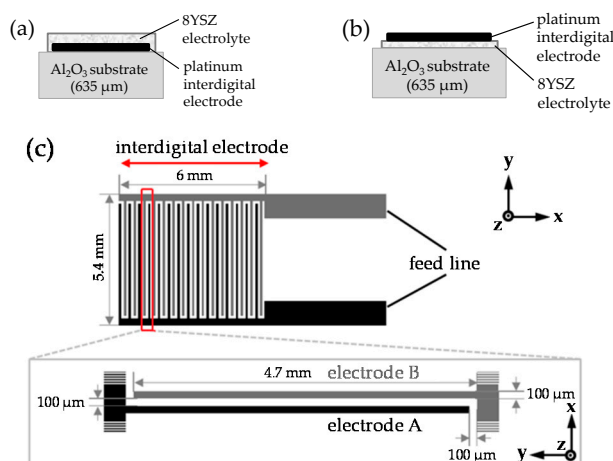 (a)
8YSZ
electrolyte
Al₂O₃ substrate
(635 µm)
platinum
interdigital
electrode
(b)
platinum
interdigital
electrode
Al₂O₃ substrate
(635 µm)
8YSZ
electrolyte
(c)
interdigital electrode
6 mm
5.4 mm
feed line
y
z
x
4.7 mm
electrode B
100 µm
100 µm
electrode A
100 µm
x
y
z